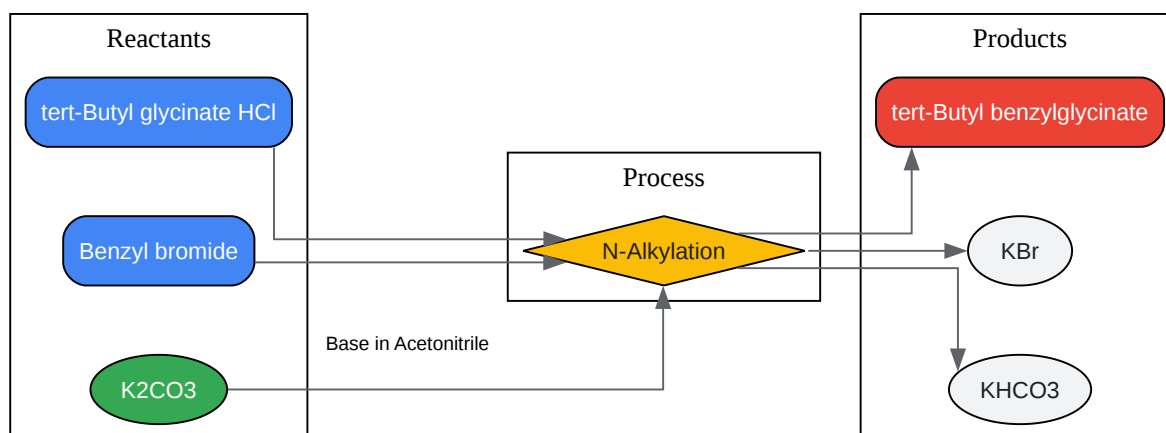 Reactants
tert-Butyl glycinate HCl
Benzyl bromide
K2CO3
Base in Acetonitrile
Process
N-Alkylation
Products
tert-Butyl benzylglycinate
KBr
KHCO3